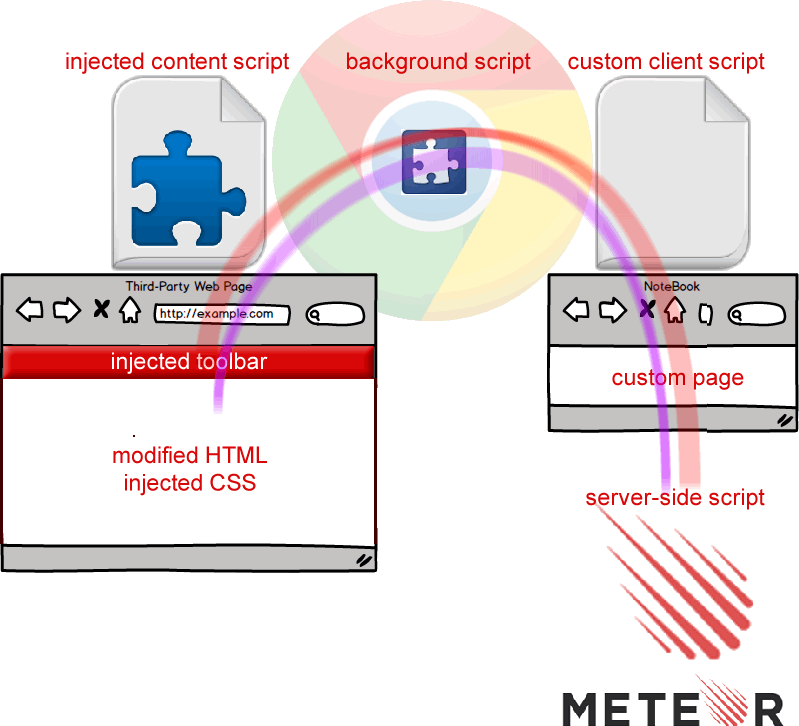 injected content script
background script
custom client script
Third-Party Web Page
http://example.com
NoteBook
injected toolbar
custom page
modified HTML
injected CSS
server-side script
METEOR